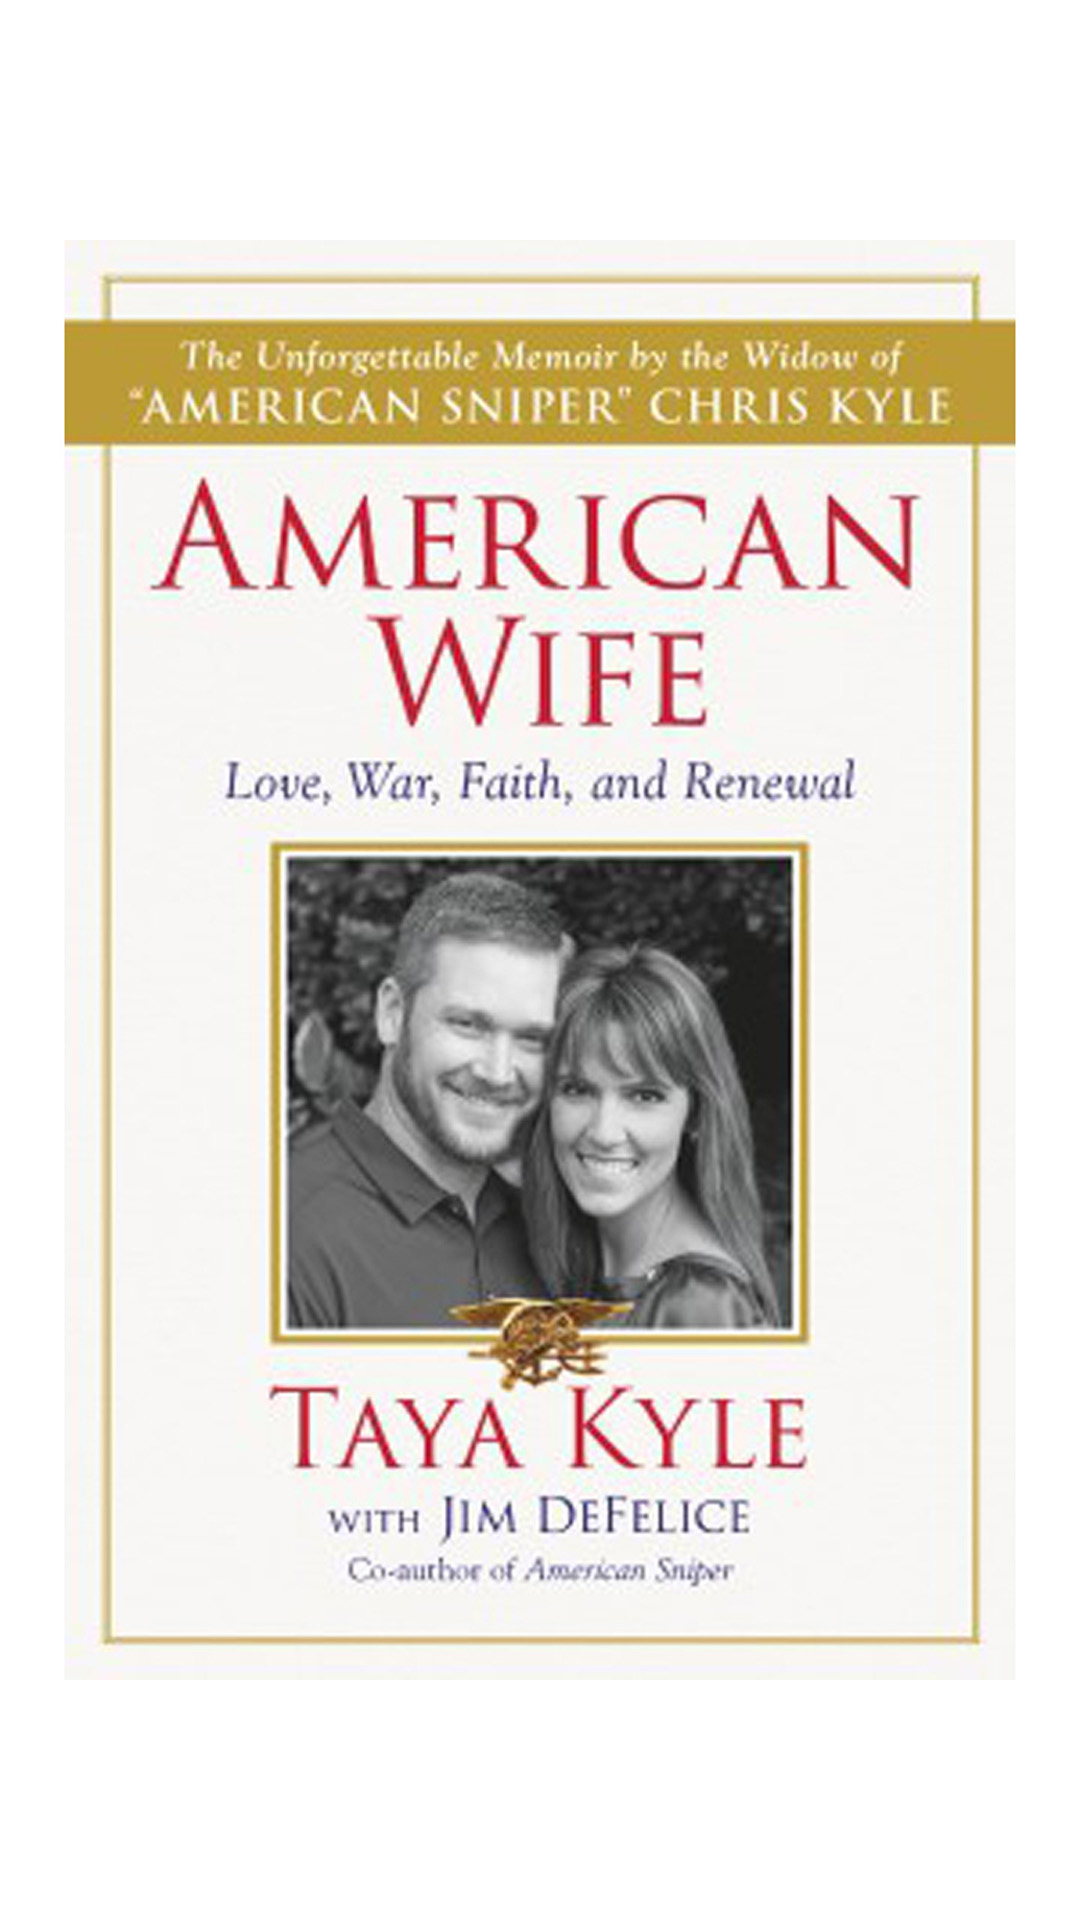 The Unforgettable Memoir by the Widow of
“AMERICAN SNIPER” CHRIS KYLE
AMERICAN
WIFE
Love, War, Faith, and Renewal
TAYA KYLE
WITH JIM DEFELICE
Co-author of American Sniper